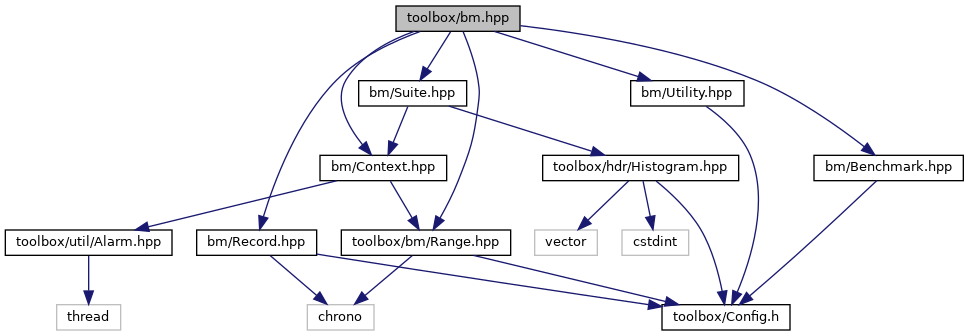 toolbox/bm.hpp
bm/Suite.hpp
bm/Utility.hpp
bm/Context.hpp
toolbox/hdr/Histogram.hpp
bm/Benchmark.hpp
toolbox/util/Alarm.hpp
bm/Record.hpp
toolbox/bm/Range.hpp
vector
cstdint
thread
chrono
toolbox/Config.h